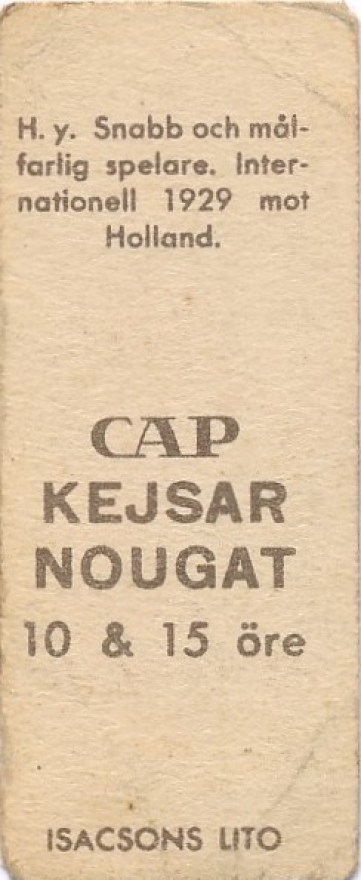 H. y. Snabb och mål-
farlig spelare. Inter-
nationell 1929 mot
Holland.
CAP
KEJSAR
NOUGAT
10 & 15 öre
ISACSONS LITO